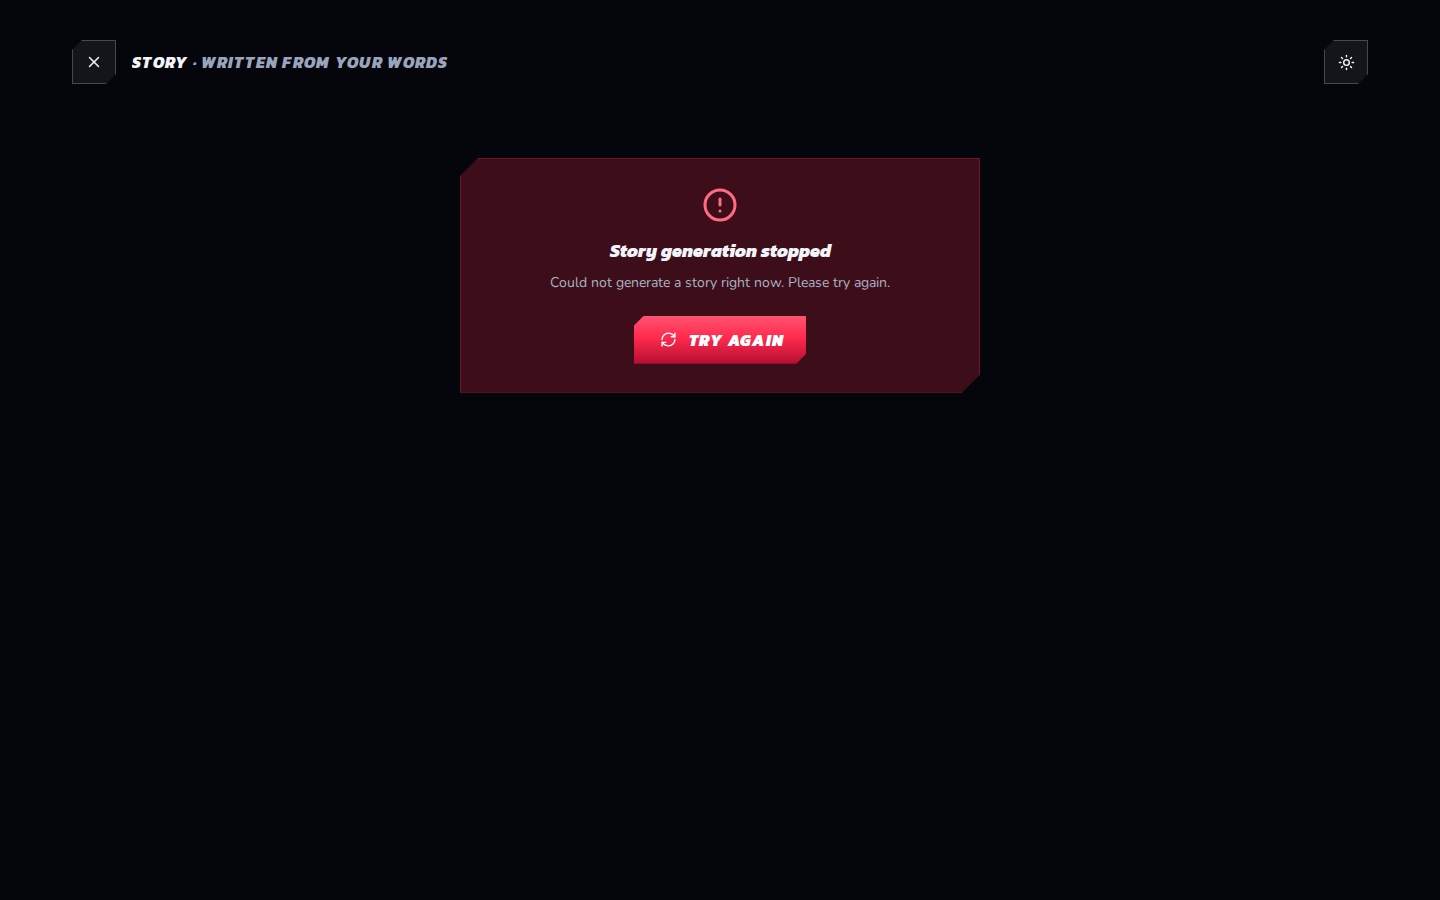 STORY · WRITTEN FROM YOUR WORDS
Story generation stopped
Could not generate a story right now. Please try again.
TRY AGAIN